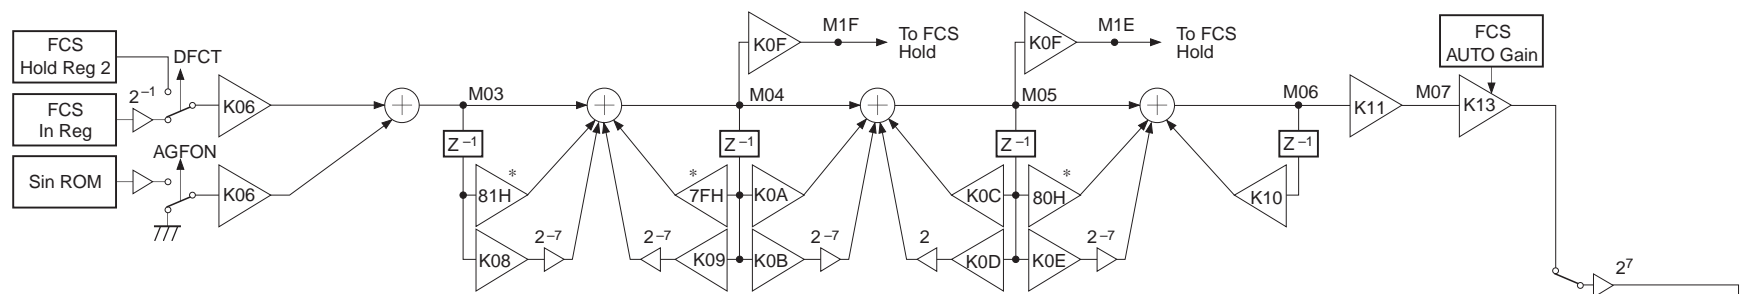 M1F
To FCS
Hold
K0F
M1E
To FCS
Hold
K0F
FCS
AUTO Gain
FCS
Hold Reg 2
DFCT
2⁻¹
K06
FCS
In Reg
M03
M04
M05
M06
K11
M07
K13
Z⁻¹
Z⁻¹
Z⁻¹
Z⁻¹
AGFON
Sin ROM
K06
81H
*
7FH
*
K0A
K0C
80H
*
K10
K08
2⁻⁷
2⁻⁷
K09
K0B
2⁻⁷
2
K0D
K0E
2⁻⁷
2⁷